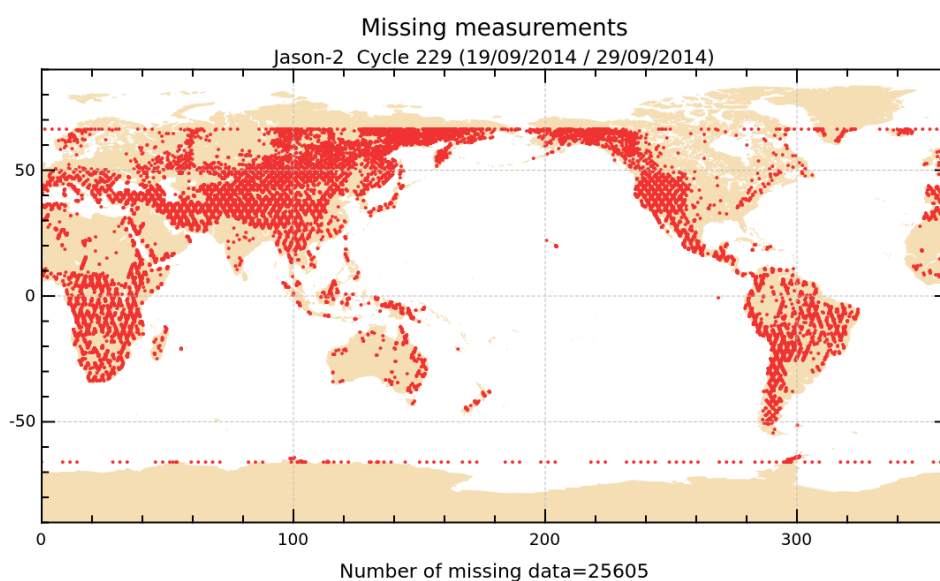 Missing measurements
Jason-2 Cycle 229 (19/09/2014 / 29/09/2014)
50
0
-50
0 100 200 300
Number of missing data=25605